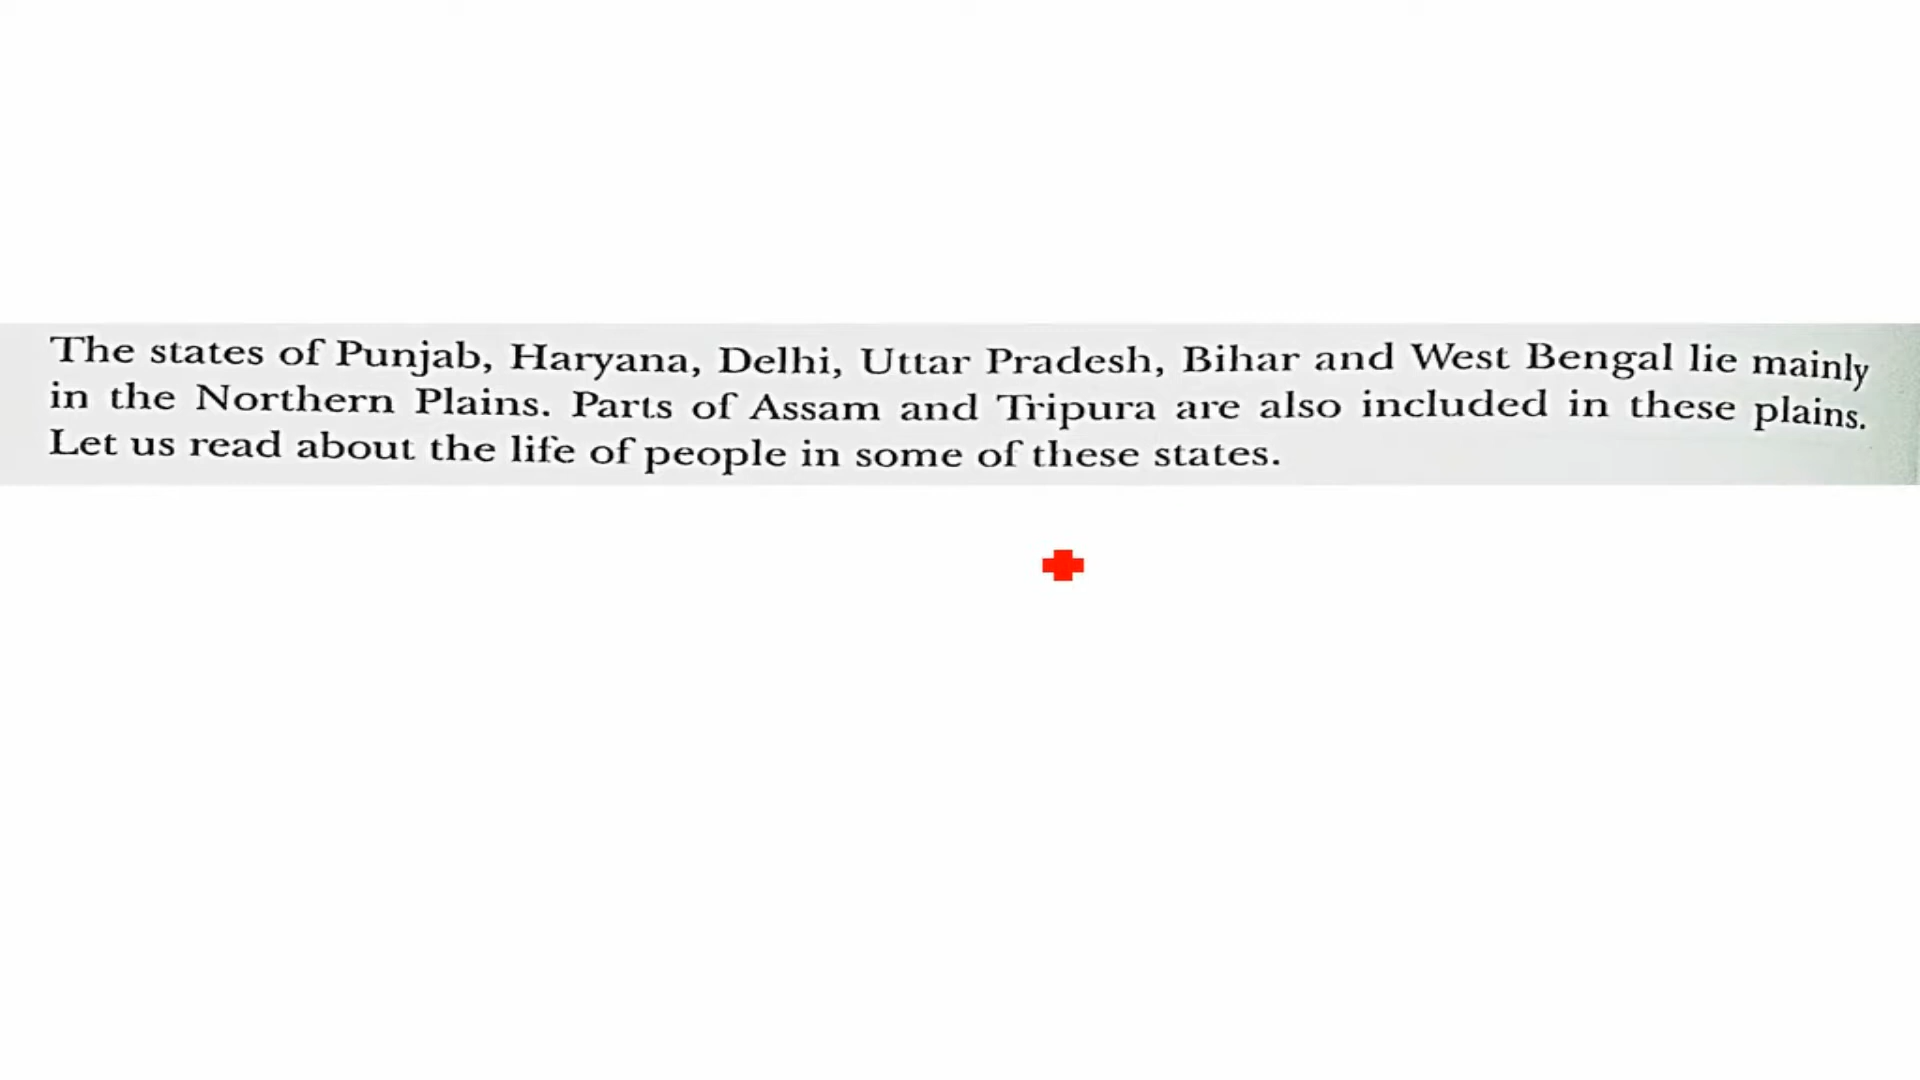 The states of Punjab, Haryana, Delhi, Uttar Pradesh, Bihar and West Bengal lie mainly
in the Northern Plains. Parts of Assam and Tripura are also included in these plains.
Let us read about the life of people in some of these states.